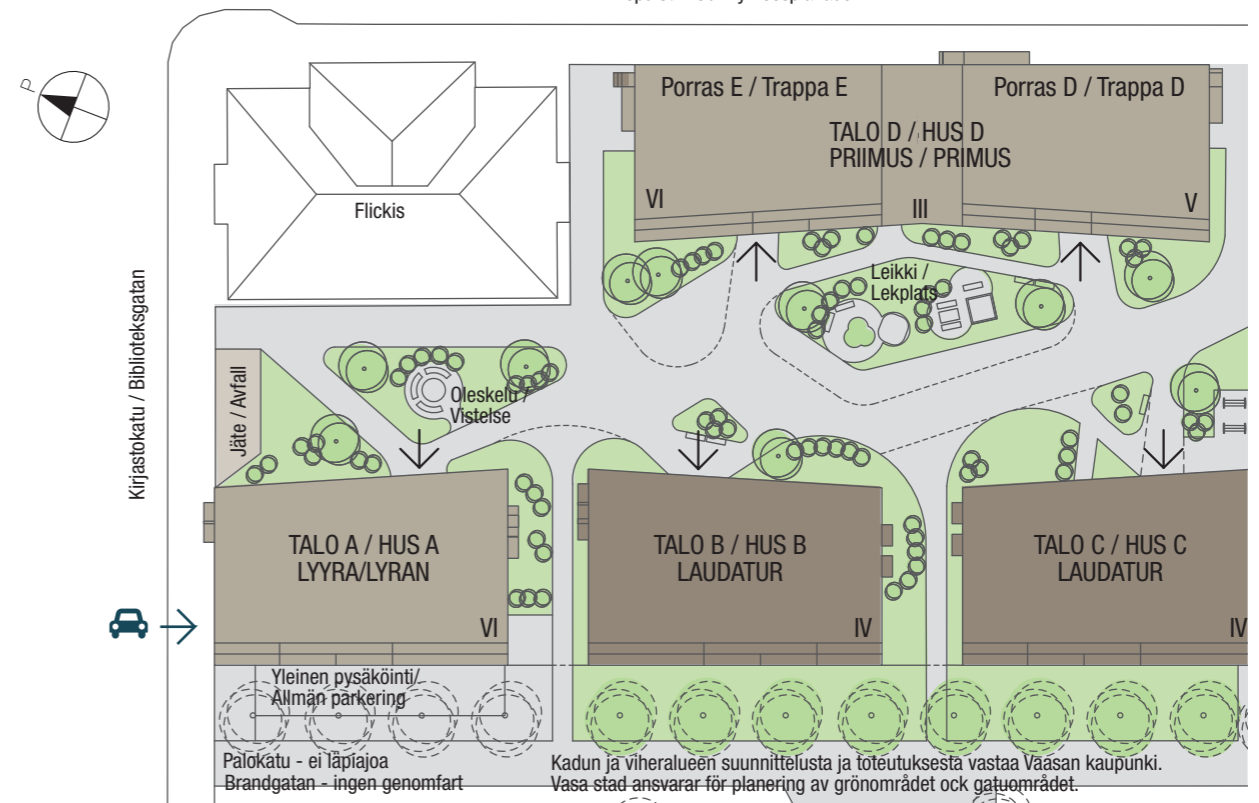 P
Porras E / Trappa E
Porras D / Trappa D
TALO D / HUS D
PRIIMUS / PRIMUS
VI
III
V
Flickis
Leikki /
Lekplats
Kirjastokatu / Biblioteksgatan
Jäte / Avfall
Oleskelu /
Vistelse
TALO A / HUS A
LYYRA/LYRAN
VI
TALO B / HUS B
LAUDATUR
IV
TALO C / HUS C
LAUDATUR
IV
Yleinen pysäköinti/
Allmän parkering
Palokatu - ei läpiajoa
Brandgatan - ingen genomfart
Kadun ja viheralueen suunnittelusta ja toteutuksesta vastaa Vaasan kaupunki.
Vasa stad ansvarar för planering av grönområdet ock gatuområdet.